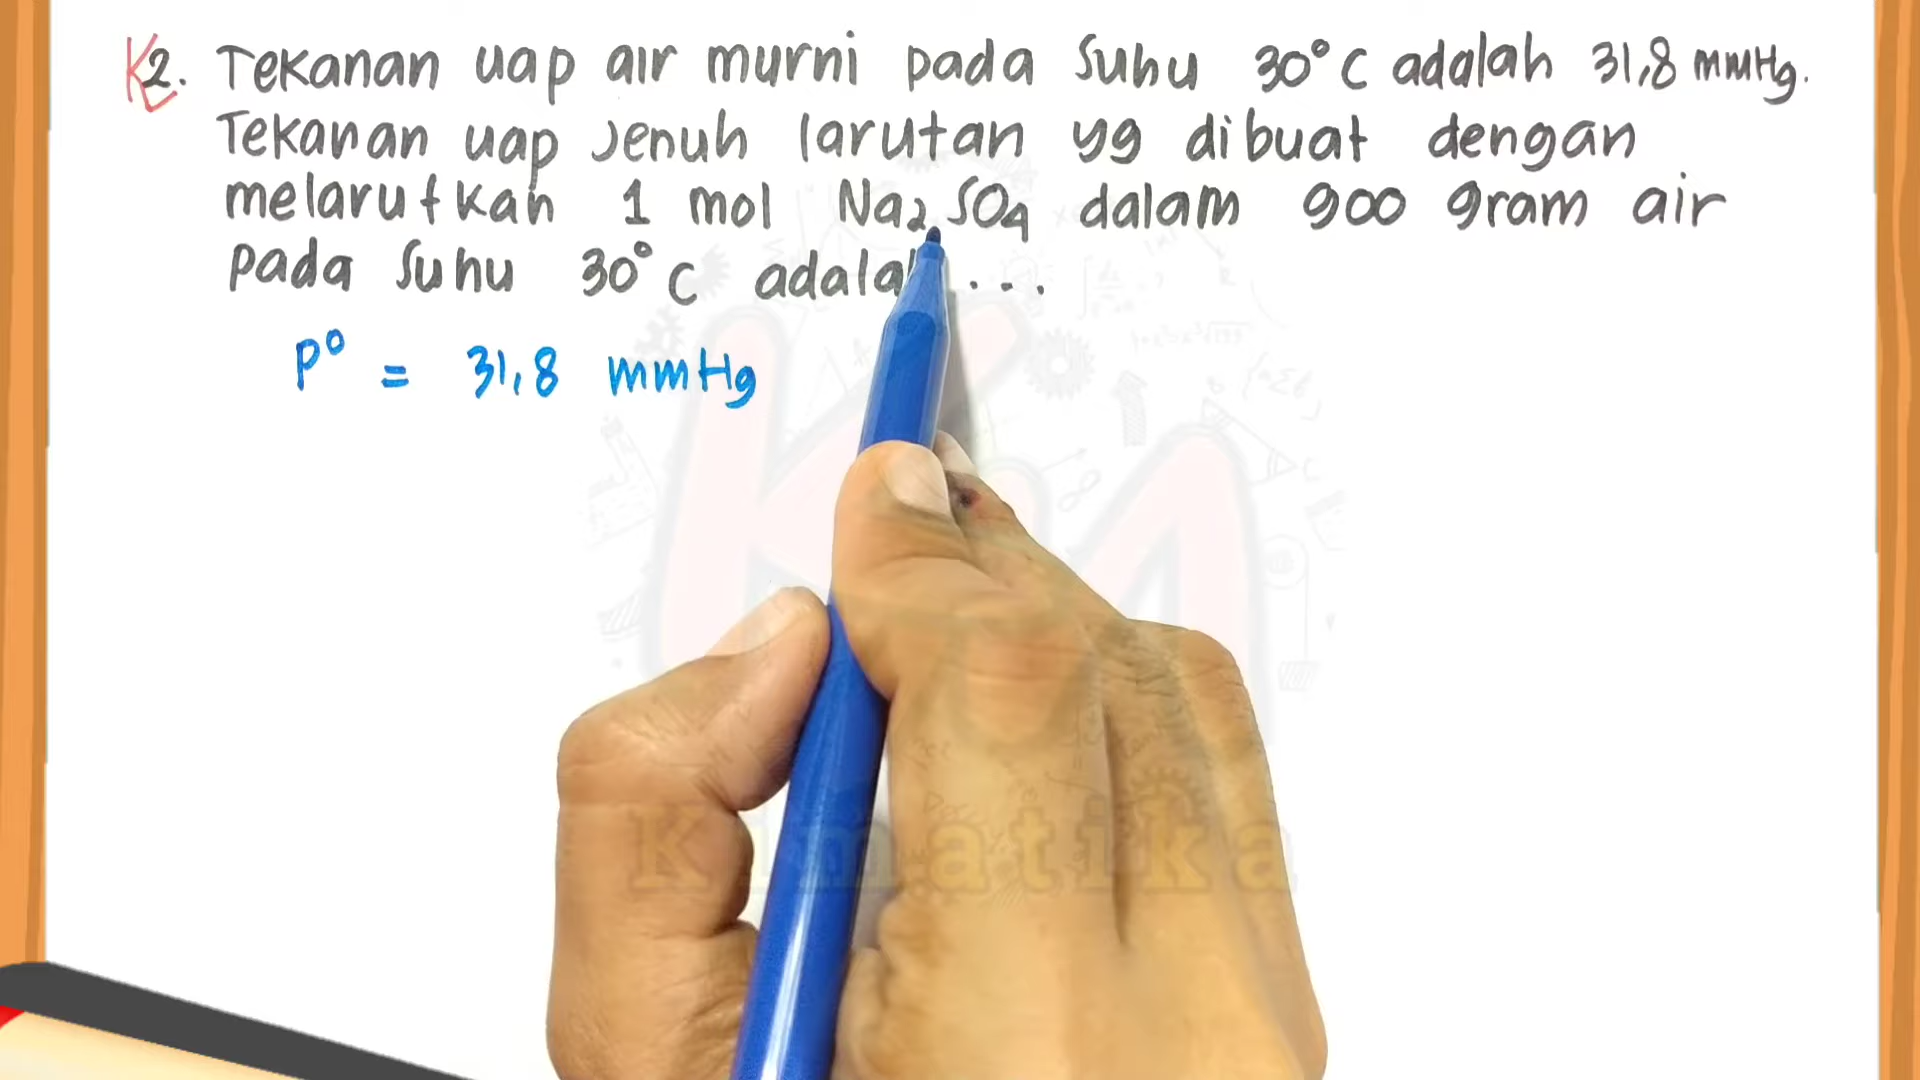 K2. Tekanan uap air murni pada suhu 30°C adalah 31,8 mmHg.
Tekanan uap jenuh larutan yg dibuat dengan
melarutkan 1 mol Na₂SO₄ dalam 900 gram air
pada suhu 30°C ...
P° = 31,8 mmHg
Kimatika